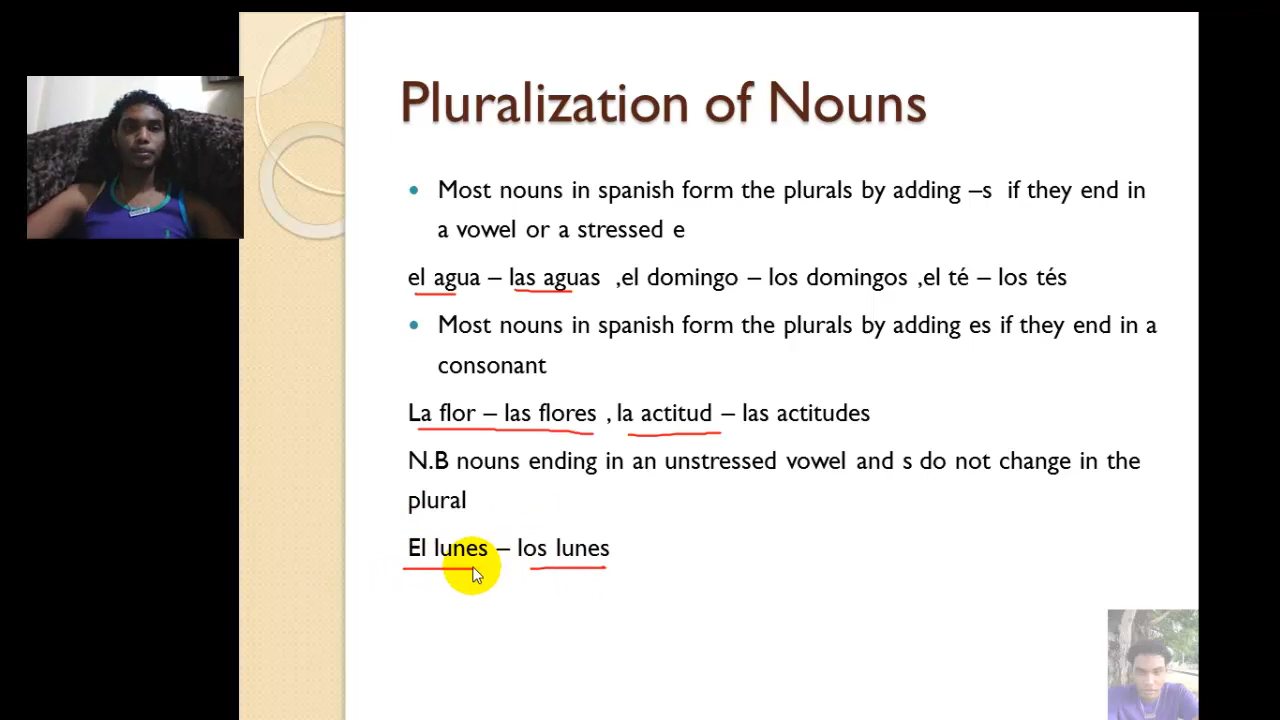 Pluralization of Nouns
• Most nouns in spanish form the plurals by adding –s if they end in
a vowel or a stressed e
el agua – las aguas ,el domingo – los domingos ,el té – los tés
• Most nouns in spanish form the plurals by adding es if they end in a
consonant
La flor – las flores , la actitud – las actitudes
N.B nouns ending in an unstressed vowel and s do not change in the
plural
El lunes – los lunes